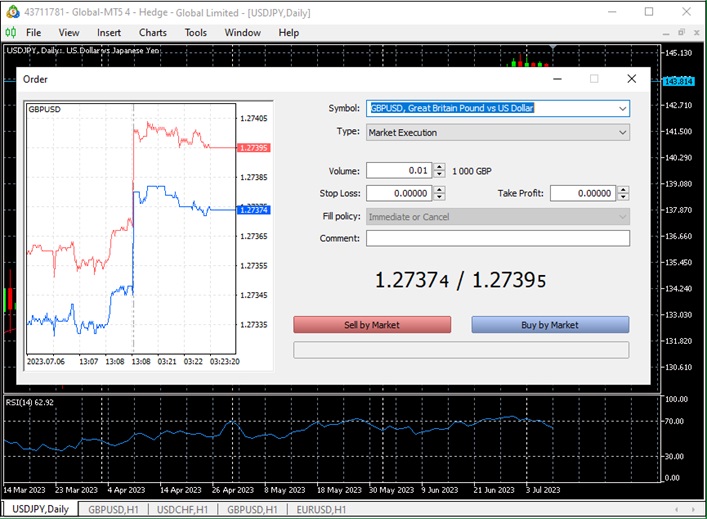 43711781 - Global-MT5 4 - Hedge - Global Limited - [USDJPY,Daily]
File View Insert Charts Tools Window Help
USDJPY,Daily: US Dollar vs Japanese Yen
145.130
143.814
142.710
141.500
140.290
139.080
137.870
136.660
135.450
134.240
133.030
131.820
130.610
Order
GBPUSD
1.27405
1.27395
1.27374
1.27365
1.27355
1.27345
1.27335
2023.07.06 13:07 13:08 13:08 03:21 03:22 03:23:20
Symbol: GBPUSD, Great Britain Pound vs US Dollar
Type: Market Execution
Volume: 0.01 1 000 GBP
Stop Loss: 0.00000 Take Profit: 0.00000
Fill policy: Immediate or Cancel
Comment:
1.27374 / 1.27395
Sell by Market Buy by Market
RSI(14) 62.92
100.00
70.00
30.00
0.00
14 Mar 2023 23 Mar 2023 4 Apr 2023 14 Apr 2023 26 Apr 2023 8 May 2023 18 May 2023 30 May 2023 9 Jun 2023 21 Jun 2023 3 Jul 2023
USDJPY,Daily GBPUSD,H1 USDCHF,H1 GBPUSD,H1 EURUSD,H1